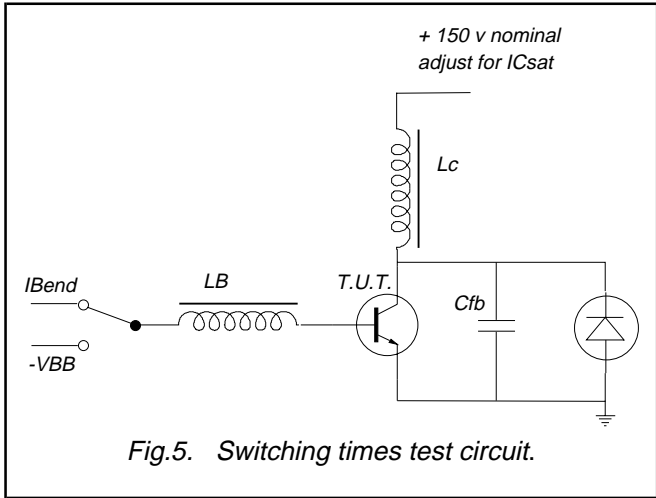 + 150 v nominal
adjust for ICsat
Lc
IBend
LB
T.U.T.
Cfb
-VBB
Fig.5. Switching times test circuit.